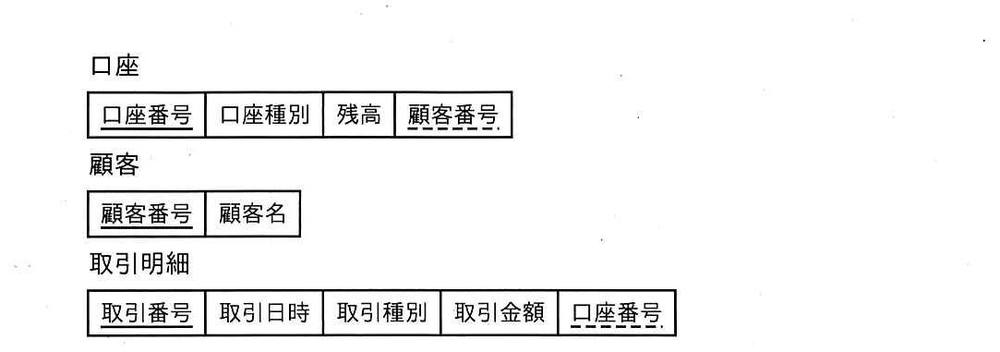 口座
口座番号 口座種別 残高 顧客番号
顧客
顧客番号 顧客名
取引明細
取引番号 取引日時 取引種別 取引金額 口座番号